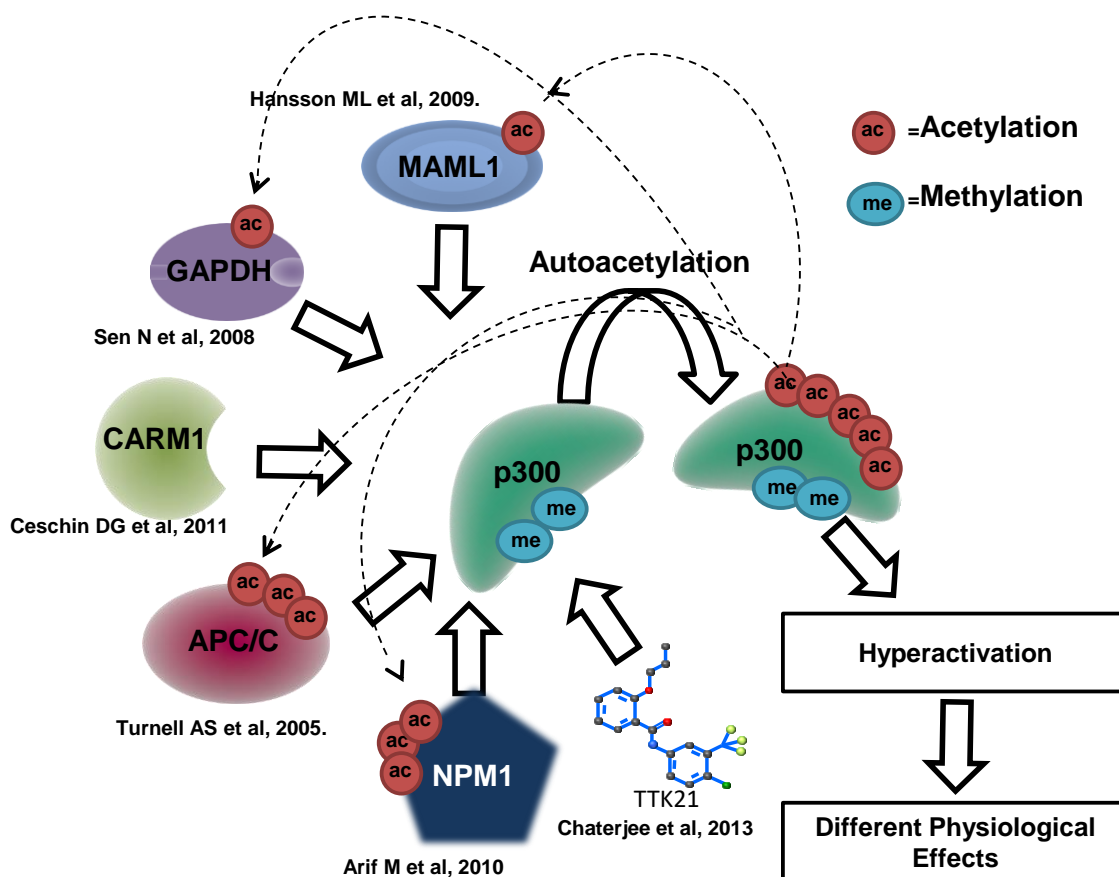 Hansson ML et al, 2009.
ac
MAML1
ac
=Acetylation
me
=Methylation
ac
GAPDH
Sen N et al, 2008
Autoacetylation
CARM1
Ceschin DG et al, 2011
p300
me
me
ac
ac
ac
ac
ac
p300
me
me
ac
ac
ac
APC/C
Turnell AS et al, 2005.
ac
ac
ac
NPM1
Arif M et al, 2010
TTK21
Chaterjee et al, 2013
Hyperactivation
Different Physiological
Effects